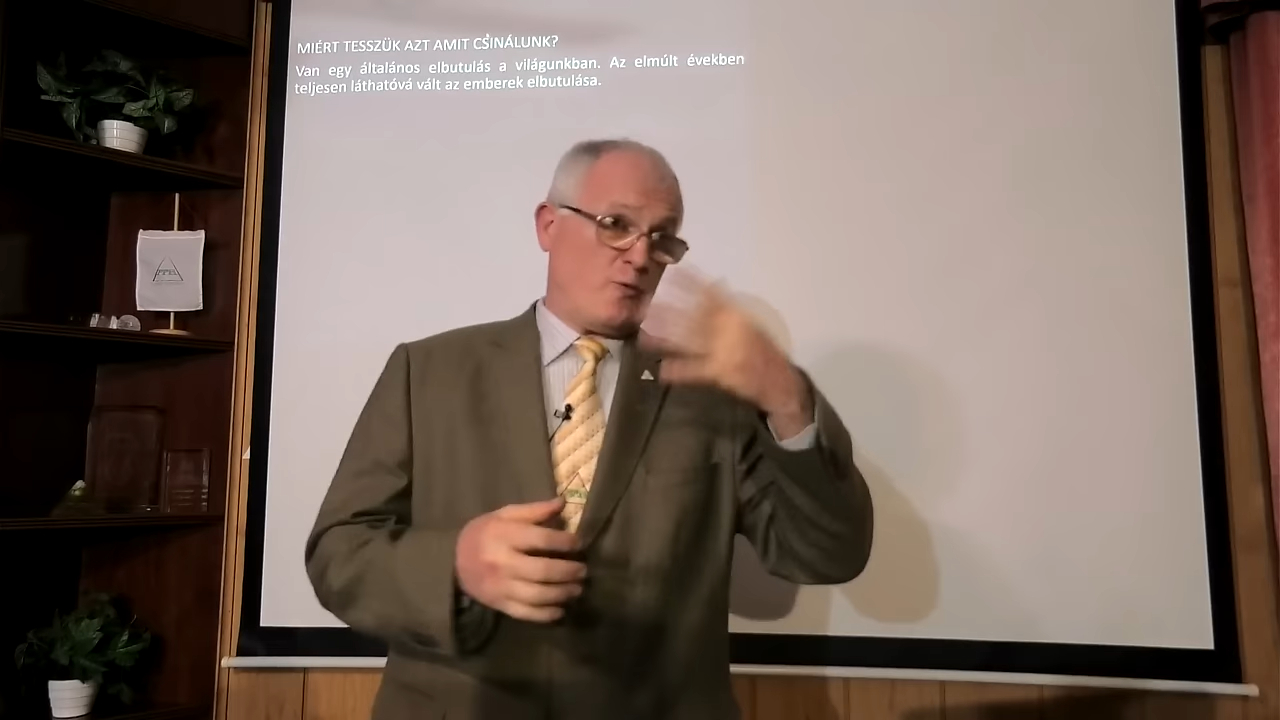 MIÉRT TESSZÜK AZT AMIT CSINÁLUNK?
Van egy általános elbutulás a világunkban. Az elmúlt években
teljesen láthatóvá vált az emberek elbutulása.